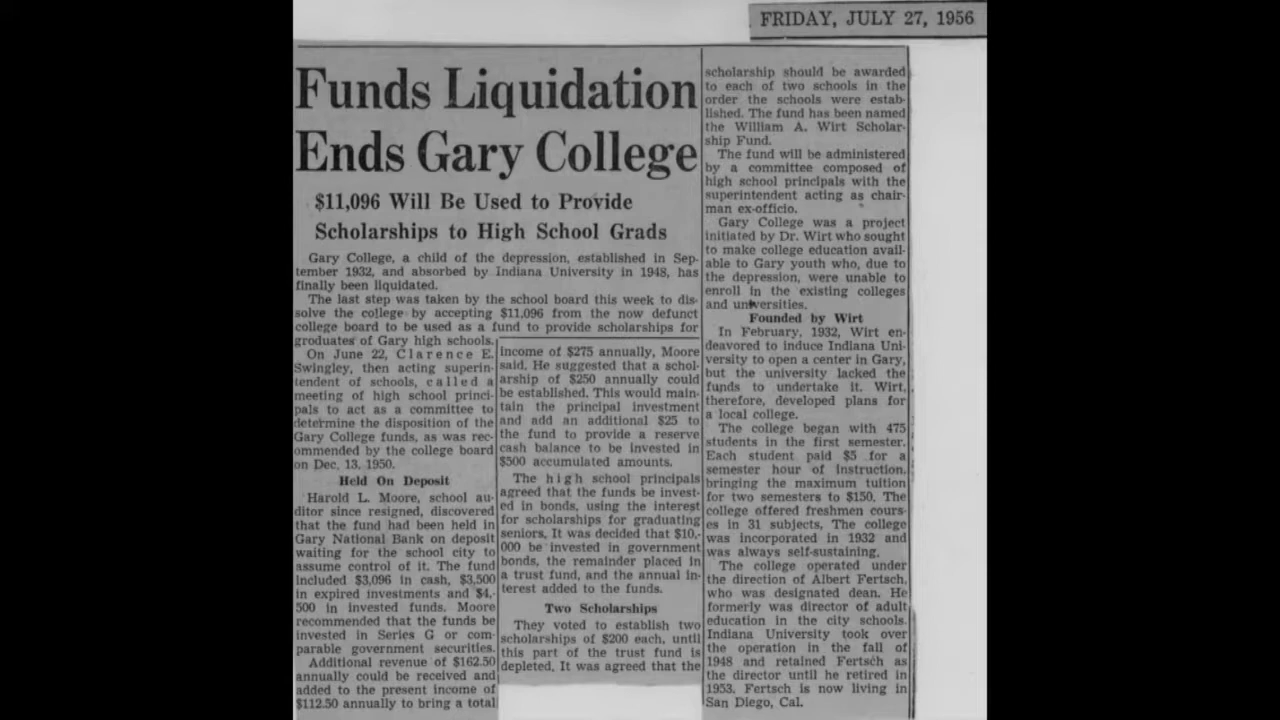 FRIDAY, JULY 27, 1956
Funds Liquidation
Ends Gary College
$11,096 Will Be Used to Provide
Scholarships to High School Grads
Gary College, a child of the depression, established in Sep-
tember 1932, and absorbed by Indiana University in 1948, has
finally been liquidated.
The last step was taken by the school board this week to dis-
solve the college by accepting $11,096 from the now defunct
college board to be used as a fund to provide scholarships for
graduates of Gary high schools.
On June 22, Clarence E.
Swingley, then acting superin-
tendent of schools, called a
meeting of high school princi-
pals to act as a committee to
determine the disposition of the
Gary College funds, as was rec-
ommended by the college board
on Dec. 13, 1950.
Held On Deposit
Harold L. Moore, school au-
ditor since resigned, discovered
that the fund had been held in
Gary National Bank on deposit
waiting for the school city to
assume control of it. The fund
included $3,096 in cash, $3,500
in expired investments and $4,-
500 in invested funds. Moore
recommended that the funds be
invested in Series G or com-
parable government securities.
Additional revenue of $162.50
annually could be received and
added to the present income of
$112.50 annually to bring a total
income of $275 annually, Moore
said. He suggested that a schol-
arship of $250 annually could
be established. This would main-
tain the principal investment
and add an additional $25 to
the fund to provide a reserve
cash balance to be invested in
$500 accumulated amounts.
The high school principals
agreed that the funds be invest-
ed in bonds, using the interest
for scholarships for graduating
seniors. It was decided that $10,-
000 be invested in government
bonds, the remainder placed in
a trust fund, and the annual in-
terest added to the funds.
Two Scholarships
They voted to establish two
scholarships of $200 each, until
this part of the trust fund is
depleted. It was agreed that the
scholarship should be awarded
to each of two schools in the
order the schools were estab-
lished. The fund has been named
the William A. Wirt Scholar-
ship Fund.
The fund will be administered
by a committee composed of
high school principals with the
superintendent acting as chair-
man ex-officio.
Gary College was a project
initiated by Dr. Wirt who sought
to make college education avail-
able to Gary youth who, due to
the depression, were unable to
enroll in the existing colleges
and universities.
Founded by Wirt
In February, 1932, Wirt en-
deavored to induce Indiana Uni-
versity to open a center in Gary,
but the university lacked the
funds to undertake it. Wirt,
therefore, developed plans for
a local college.
The college began with 475
students in the first semester.
Each student paid $5 for a
semester hour of instruction,
bringing the maximum tuition
for two semesters to $150. The
college offered freshmen cours-
es in 31 subjects. The college
was incorporated in 1932 and
was always self-sustaining.
The college operated under
the direction of Albert Fertsch,
who was designated dean. He
formerly was director of adult
education in the city schools.
Indiana University took over
the operation in the fall of
1948 and retained Fertsch as
the director until he retired in
1953. Fertsch is now living in
San Diego, Cal.